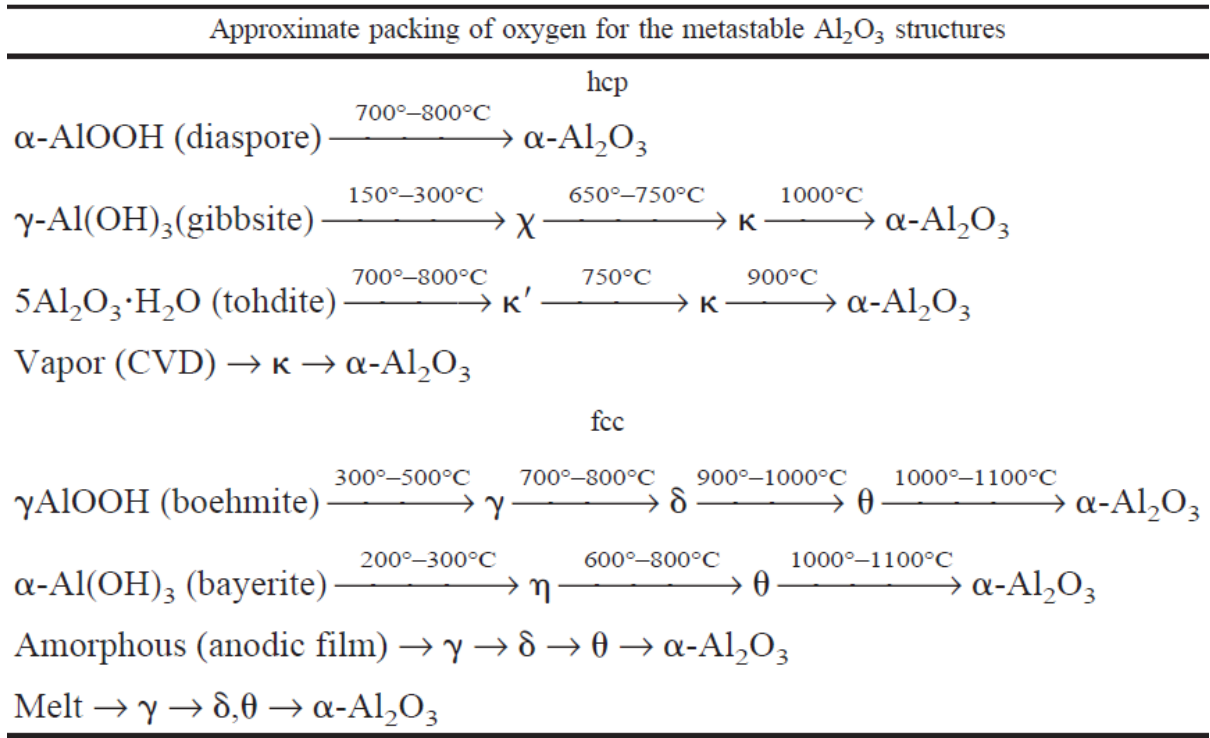 Approximate packing of oxygen for the metastable Al₂O₃ structures
hcp
α-AlOOH (diaspore) —700°–800°C→ α-Al₂O₃
γ-Al(OH)₃(gibbsite) —150°–300°C→ χ —650°–750°C→ κ —1000°C→ α-Al₂O₃
5Al₂O₃·H₂O (tohdite) —700°–800°C→ κ′ —750°C→ κ —900°C→ α-Al₂O₃
Vapor (CVD) → κ → α-Al₂O₃
fcc
γAlOOH (boehmite) —300°–500°C→ γ —700°–800°C→ δ —900°–1000°C→ θ —1000°–1100°C→ α-Al₂O₃
α-Al(OH)₃ (bayerite) —200°–300°C→ η —600°–800°C→ θ —1000°–1100°C→ α-Al₂O₃
Amorphous (anodic film) → γ → δ → θ → α-Al₂O₃
Melt → γ → δ,θ → α-Al₂O₃